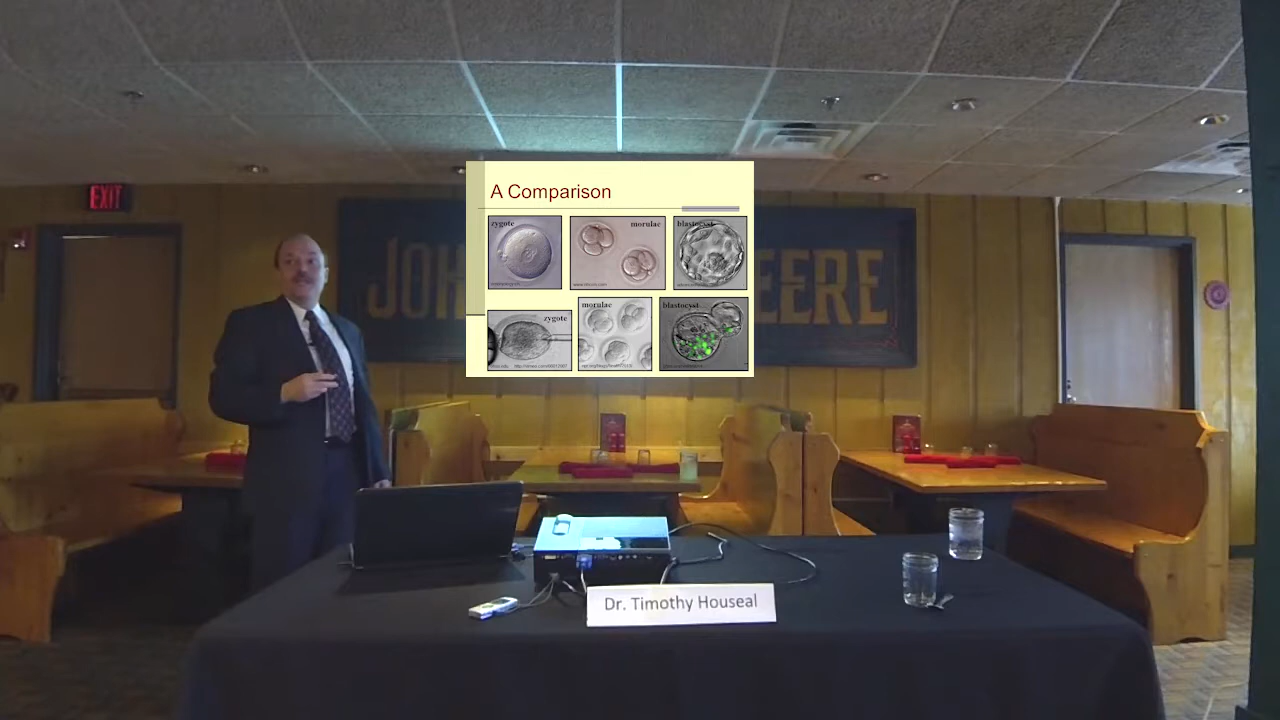 A Comparison
EXIT
zygote
morulae
blastocyst
JOH
EERE
zygote
morulae
blastocyst
Dr. Timothy Houseal